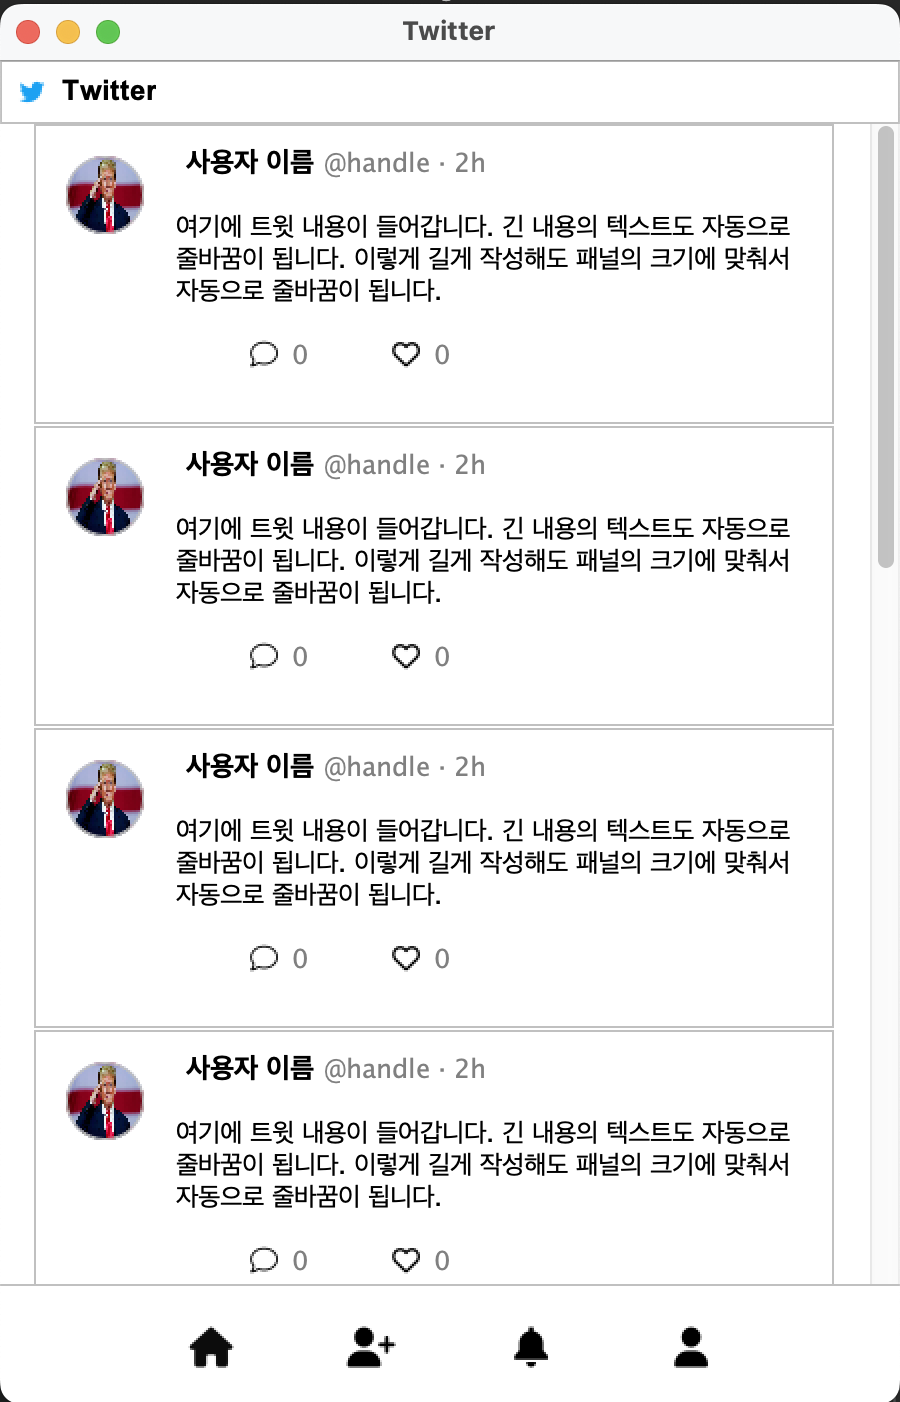 Twitter
Twitter
사용자 이름 @handle · 2h
여기에 트윗 내용이 들어갑니다. 긴 내용의 텍스트도 자동으로
줄바꿈이 됩니다. 이렇게 길게 작성해도 패널의 크기에 맞춰서
자동으로 줄바꿈이 됩니다.
0 0
사용자 이름 @handle · 2h
여기에 트윗 내용이 들어갑니다. 긴 내용의 텍스트도 자동으로
줄바꿈이 됩니다. 이렇게 길게 작성해도 패널의 크기에 맞춰서
자동으로 줄바꿈이 됩니다.
0 0
사용자 이름 @handle · 2h
여기에 트윗 내용이 들어갑니다. 긴 내용의 텍스트도 자동으로
줄바꿈이 됩니다. 이렇게 길게 작성해도 패널의 크기에 맞춰서
자동으로 줄바꿈이 됩니다.
0 0
사용자 이름 @handle · 2h
여기에 트윗 내용이 들어갑니다. 긴 내용의 텍스트도 자동으로
줄바꿈이 됩니다. 이렇게 길게 작성해도 패널의 크기에 맞춰서
자동으로 줄바꿈이 됩니다.
0 0